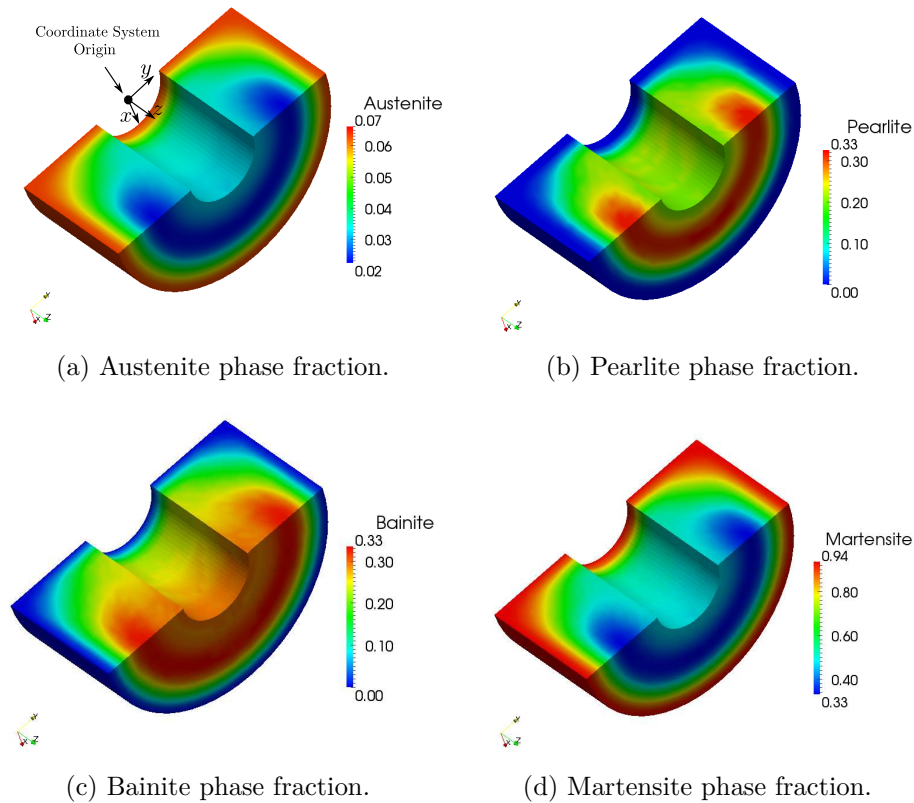 Coordinate System
Origin
y
z
x
Austenite
0.07
0.06
0.05
0.04
0.03
0.02
Y
X Z
(a) Austenite phase fraction.
Pearlite
0.33
0.30
0.20
0.10
0.00
Y
X Z
(b) Pearlite phase fraction.
Bainite
0.33
0.30
0.20
0.10
0.00
Y
X Z
(c) Bainite phase fraction.
Martensite
0.94
0.80
0.60
0.40
0.33
Y
X Z
(d) Martensite phase fraction.